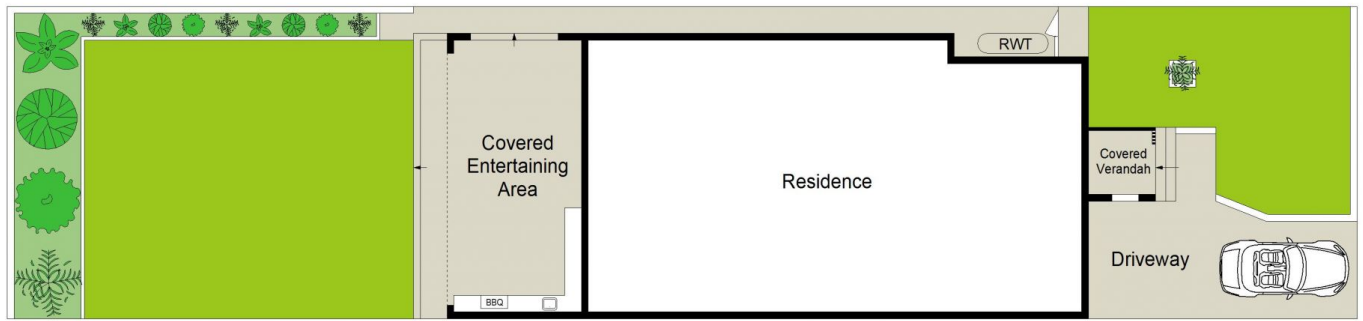 RWT
Covered
Entertaining
Area
Residence
Covered
Verandah
Driveway
BBQ